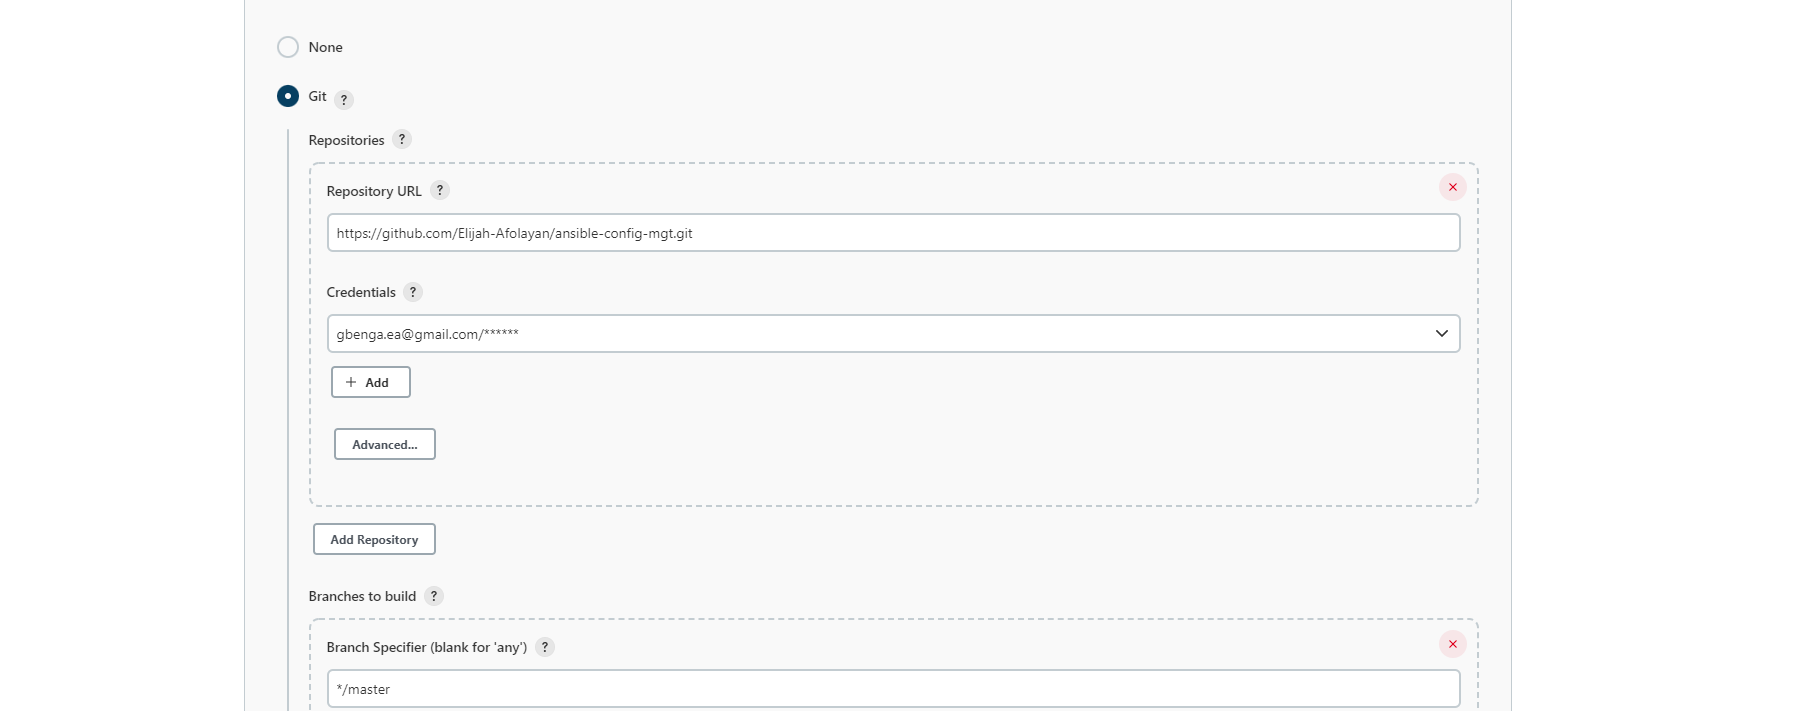 None
Git ?
Repositories ?
Repository URL ?
https://github.com/Elijah-Afolayan/ansible-config-mgt.git
Credentials ?
gbenga.ea@gmail.com/******
+ Add
Advanced...
Add Repository
Branches to build ?
Branch Specifier (blank for 'any') ?
*/master